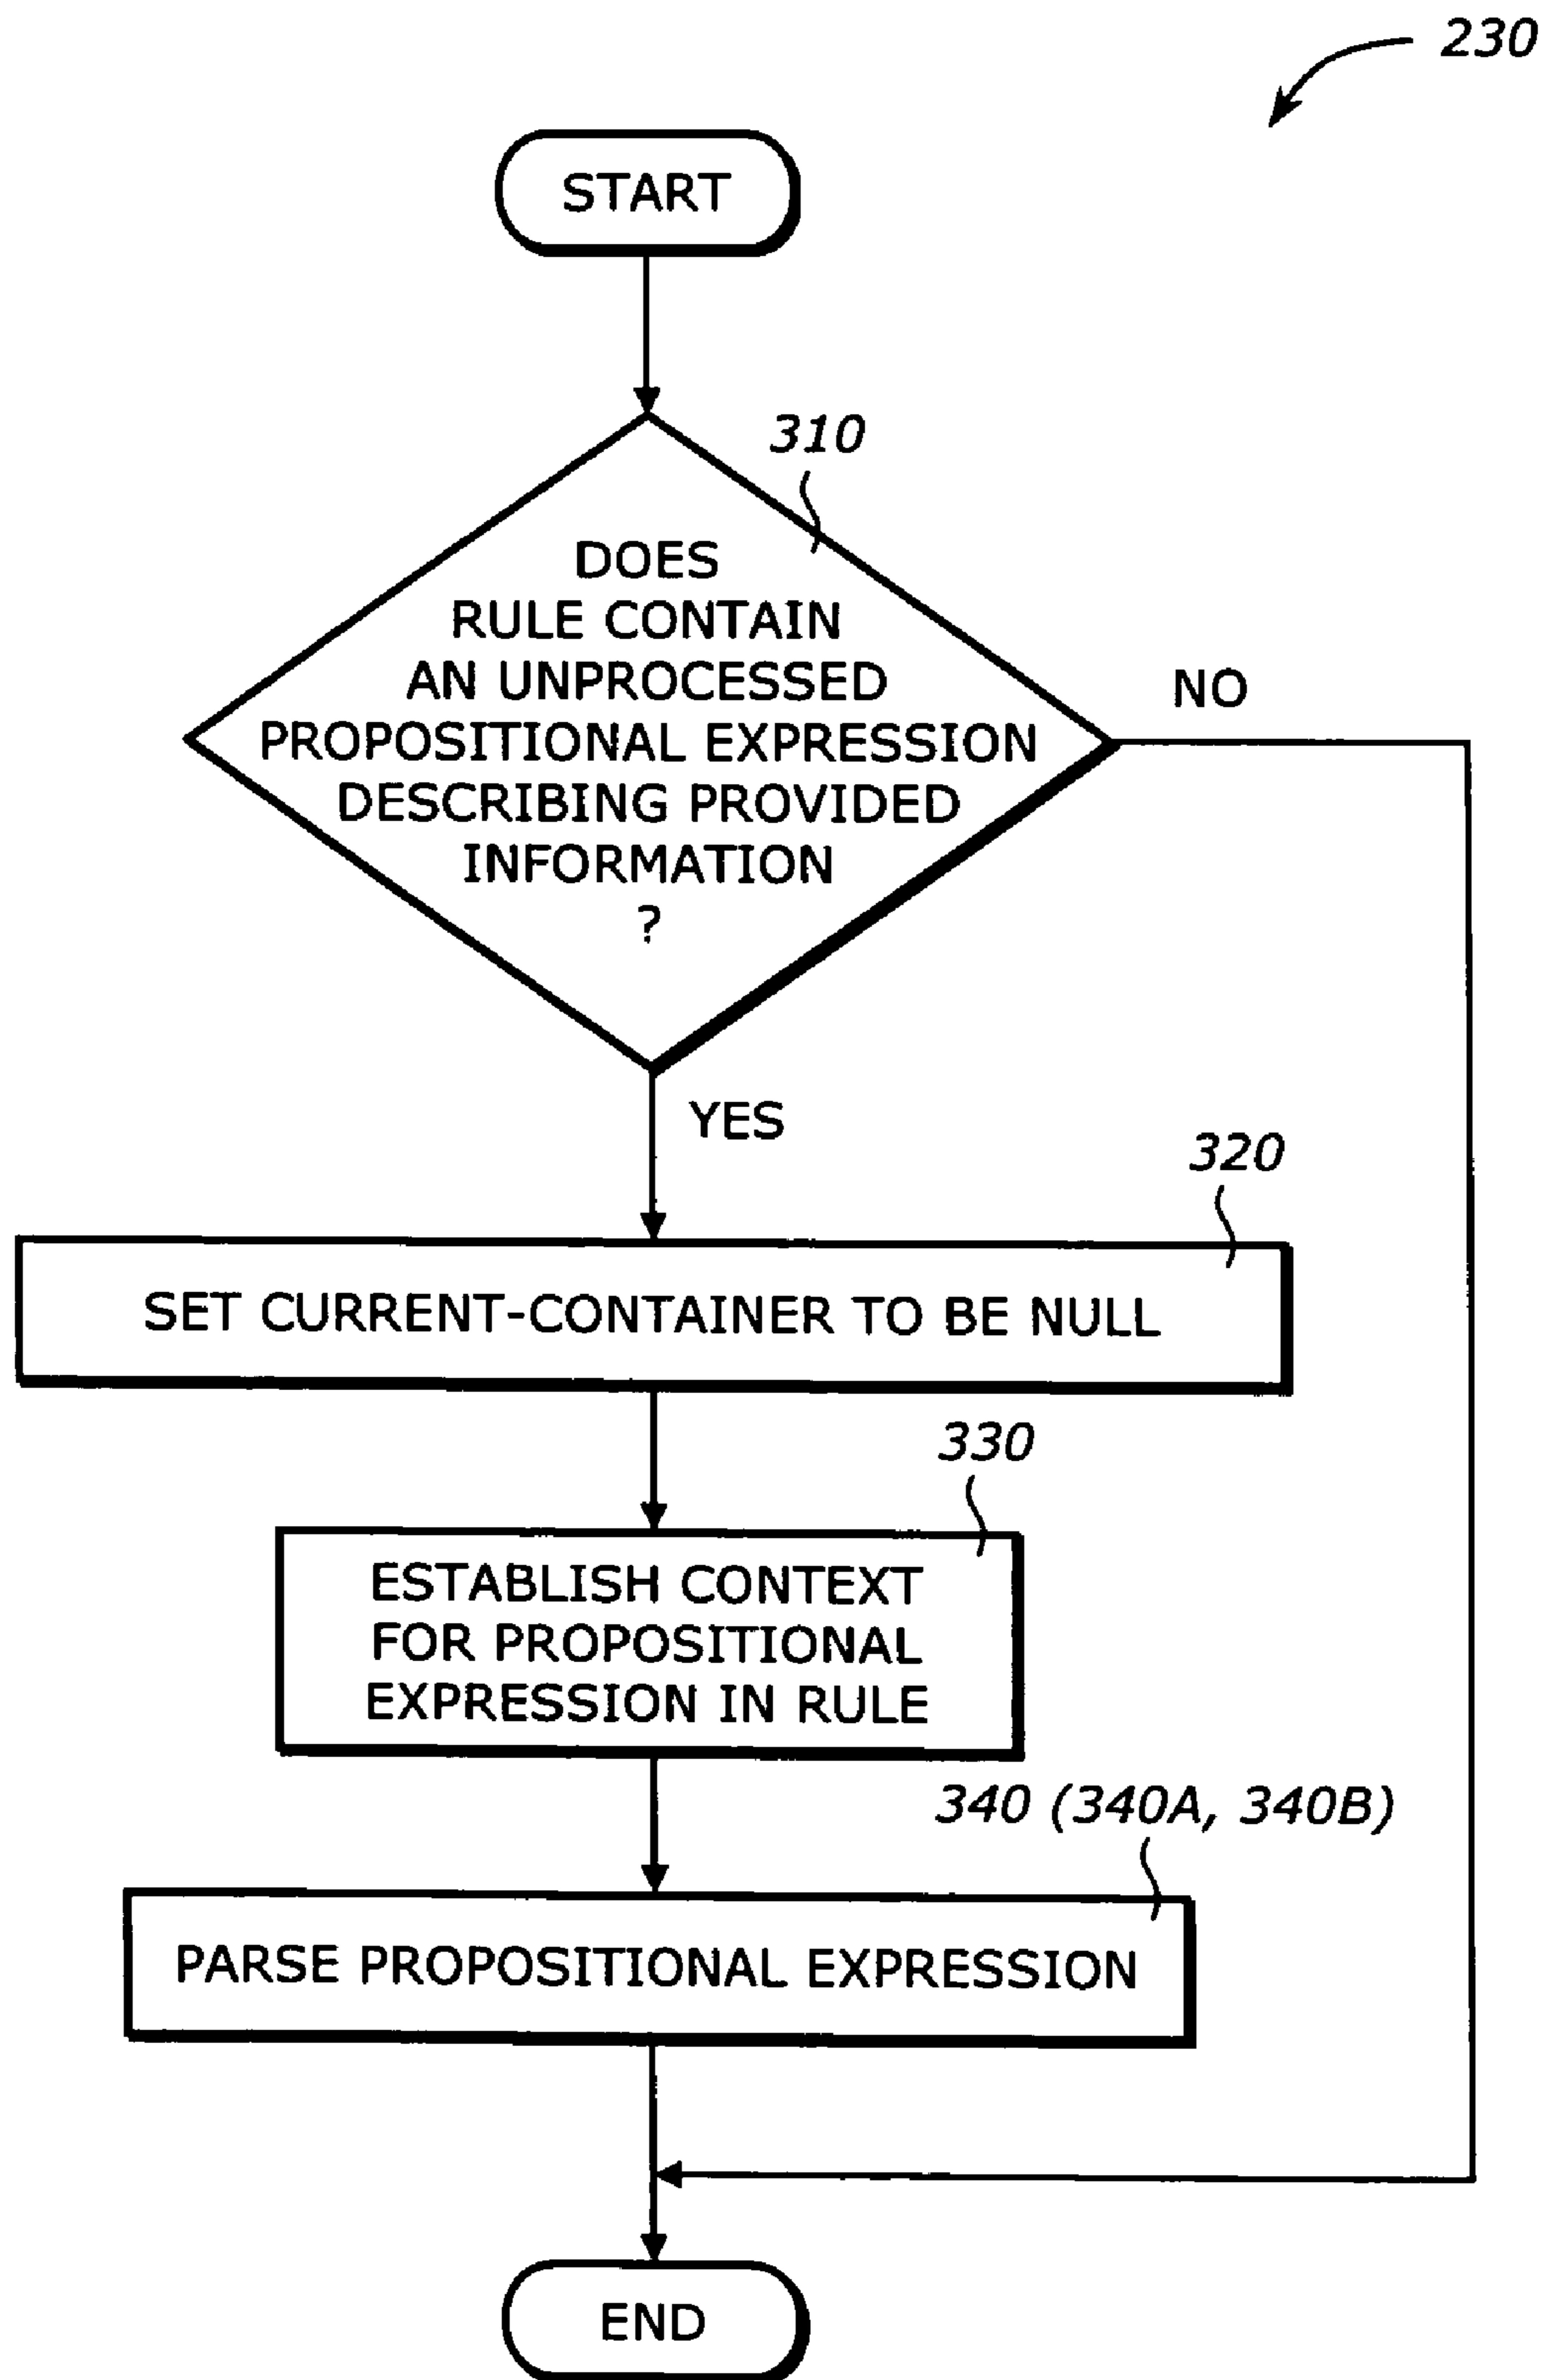 230
START
310
DOES
RULE CONTAIN
AN UNPROCESSED
PROPOSITIONAL EXPRESSION
DESCRIBING PROVIDED
INFORMATION
?
NO
YES
320
SET CURRENT-CONTAINER TO BE NULL
330
ESTABLISH CONTEXT
FOR PROPOSITIONAL
EXPRESSION IN RULE
340 (340A, 340B)
PARSE PROPOSITIONAL EXPRESSION
END